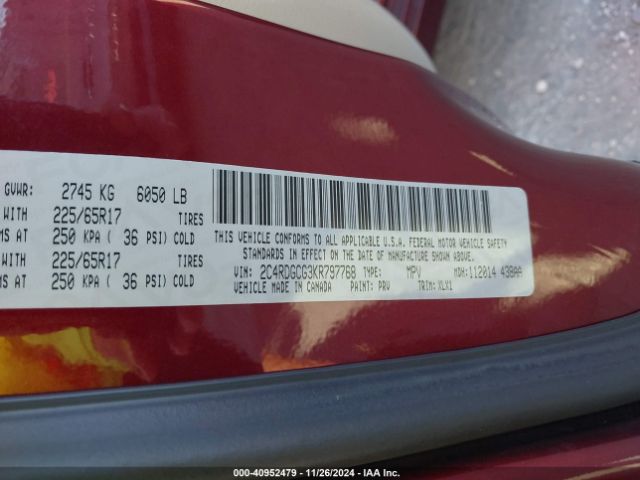 GVWR: 2745 KG 6050 LB
WITH 225/65R17 TIRES
MS AT 250 KPA ( 36 PSI) COLD
WITH 225/65R17 TIRES
MS AT 250 KPA ( 36 PSI) COLD
THIS VEHICLE CONFORMS TO ALL APPLICABLE U.S.A. FEDERAL MOTOR VEHICLE SAFETY,
STANDARDS IN EFFECT ON THE DATE OF MANUFACTURE SHOWN ABOVE.
VIN: 2C4RDGCG3KR797768 TYPE: MPV MDH: 112014 439AA
VEHICLE MADE IN CANADA PAINT: PRV TRIM: XLX1
STOCK: 40952479 | 11/26/2024 | IAA Auctions